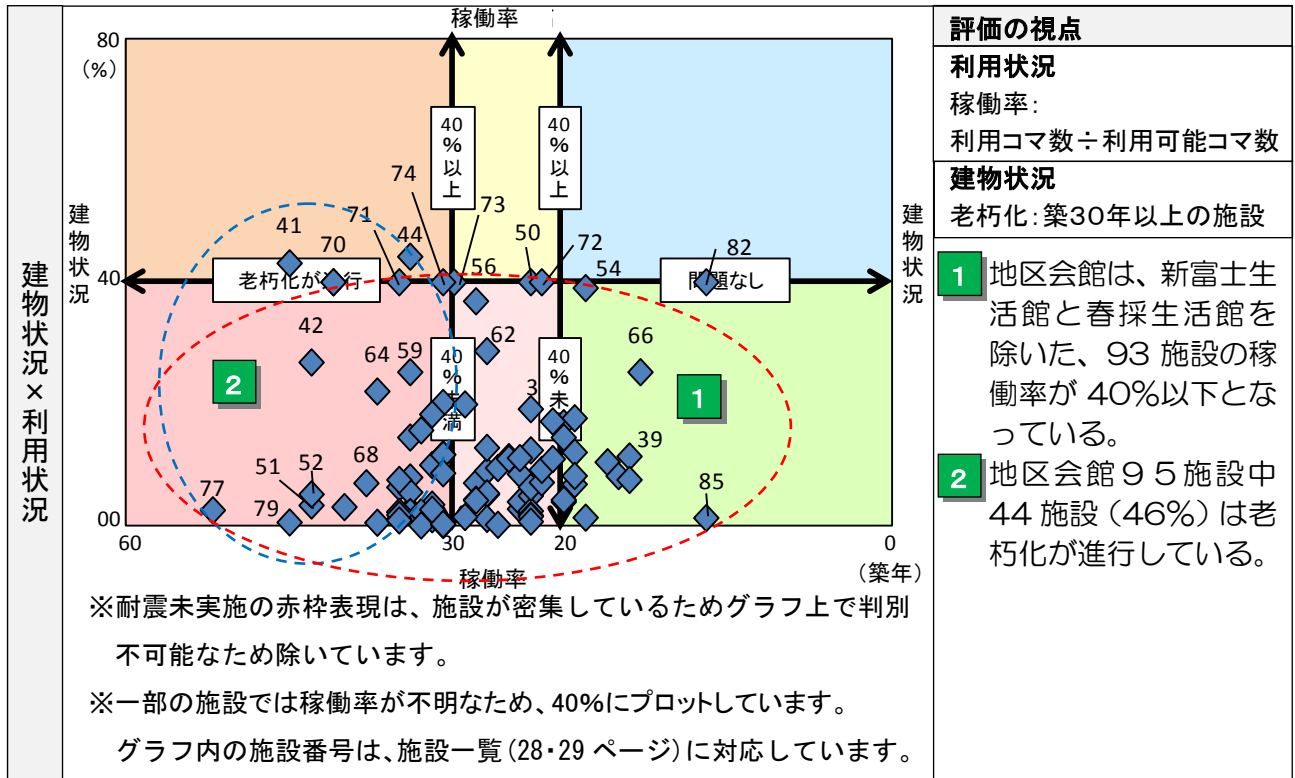 建物状況×利用状況
稼働率
80
(%)
40%以上
40%以上
74
73
41
71
44
50
72
82
70
56
54
建物状況
建物状況
40
老朽化が進行
問題なし
42
64
59
62
66
40%未満
40%未
2
3
1
39
68
51
52
77
79
85
00
60
30
20
0
稼働率
(築年)
※耐震未実施の赤枠表現は、施設が密集しているためグラフ上で判別
不可能なため除いています。
※一部の施設では稼働率が不明なため、40%にプロットしています。
グラフ内の施設番号は、施設一覧(28・29 ページ)に対応しています。
評価の視点
利用状況
稼働率:
利用コマ数÷利用可能コマ数
建物状況
老朽化:築30年以上の施設
1 地区会館は、新富士生
活館と春採生活館を
除いた、93 施設の稼
働率が 40%以下とな
っている。
2 地区会館95施設中
44 施設(46%)は老
朽化が進行している。